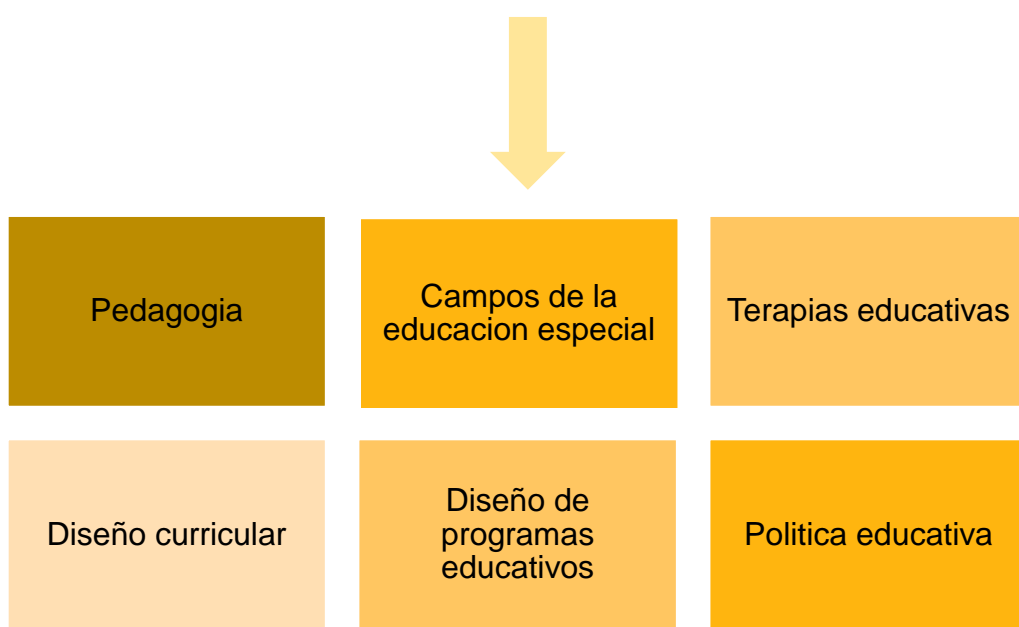 Pedagogia
Campos de la
educacion especial
Terapias educativas
Diseño curricular
Diseño de
programas
educativos
Politica educativa